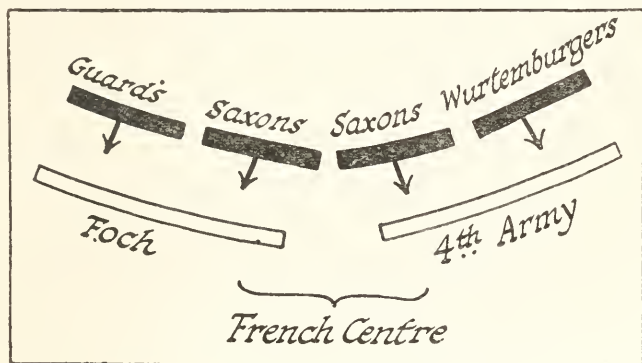 Guards
Saxons
Saxons
Wurtemburgers
Foch
4th Army
French Centre